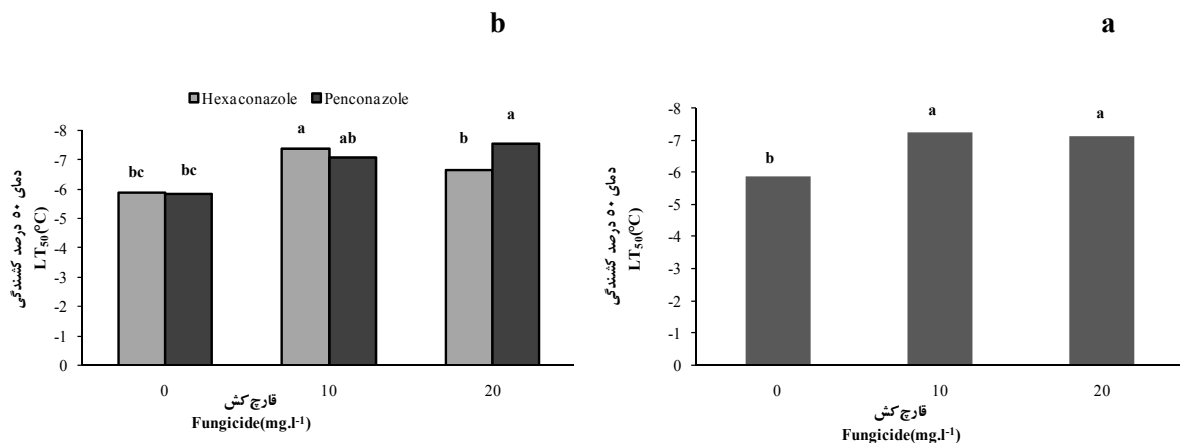 b
Hexaconazole Penconazole
دمای ۵۰ درصد کشندگی
LT50(°C)
-8
-7
-6
-5
-4
-3
-2
-1
0
bc
bc
a
ab
b
a
0 10 20
قارچ‌کش
Fungicide(mg.l-1)
a
دمای ۵۰ درصد کشندگی
LT50(°C)
-8
-7
-6
-5
-4
-3
-2
-1
0
b
a
a
0 10 20
قارچ‌کش
Fungicide(mg.l-1)